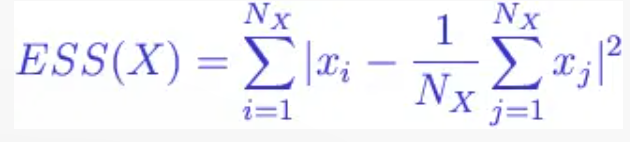 ESS(X) = \sum_{i=1}^{N_X} |x_i - \frac{1}{N_X} \sum_{j=1}^{N_X} x_j|^2